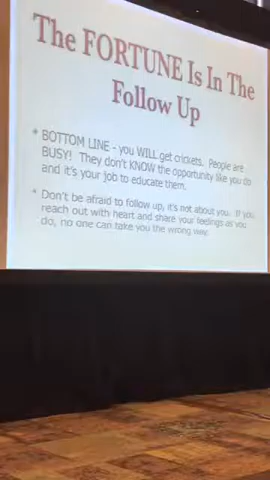 The FORTUNE Is In The
Follow Up
* BOTTOM LINE - you WILL get crickets. People are
BUSY! They don't KNOW the opportunity like you do
and it's your job to educate them.
* Don't be afraid to follow up, it's not about you. If you
reach out with heart and share your feelings as you
do, no one can take you the wrong way.